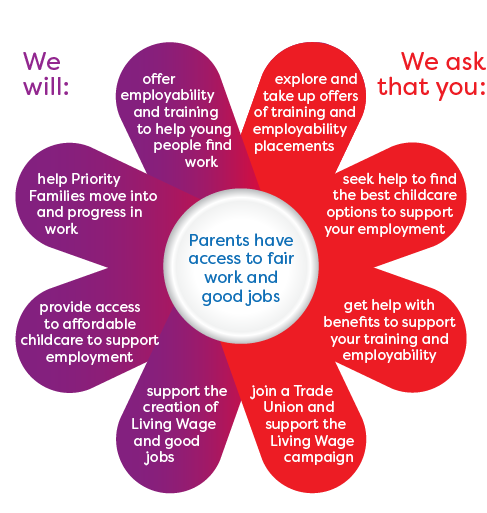 We
will:
We ask
that you:
offer
employability
and training
to help young
people find
work
help Priority
Families move into
and progress in
work
provide access
to affordable
childcare to support
employment
support the
creation of
Living Wage
and good
jobs
Parents have
access to fair
work and
good jobs
explore and
take up offers
of training and
employability
placements
seek help to find
the best childcare
options to support
your employment
get help with
benefits to support
your training and
employability
join a Trade
Union and
support the
Living Wage
campaign